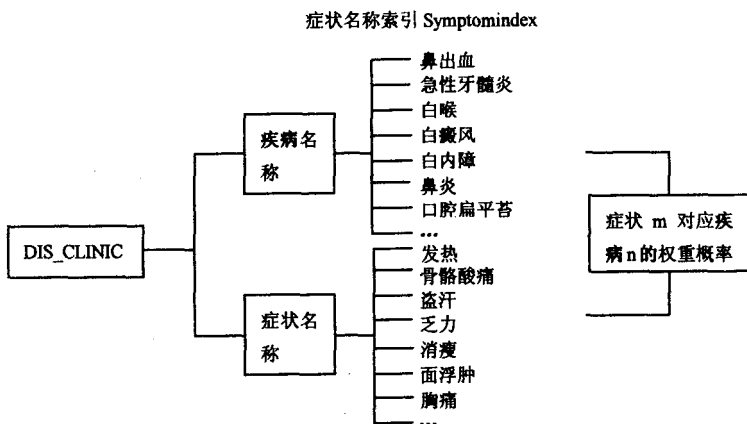 症状名称索引 Symptomindex
鼻出血
急性牙髓炎
白喉
白癜风
白内障
鼻炎
口腔扁平苔
...
疾病名
称
DIS_CLINIC
症状名
称
发热
骨骼酸痛
盗汗
乏力
消瘦
面浮肿
胸痛
...
症状 m 对应疾
病n的权重概率